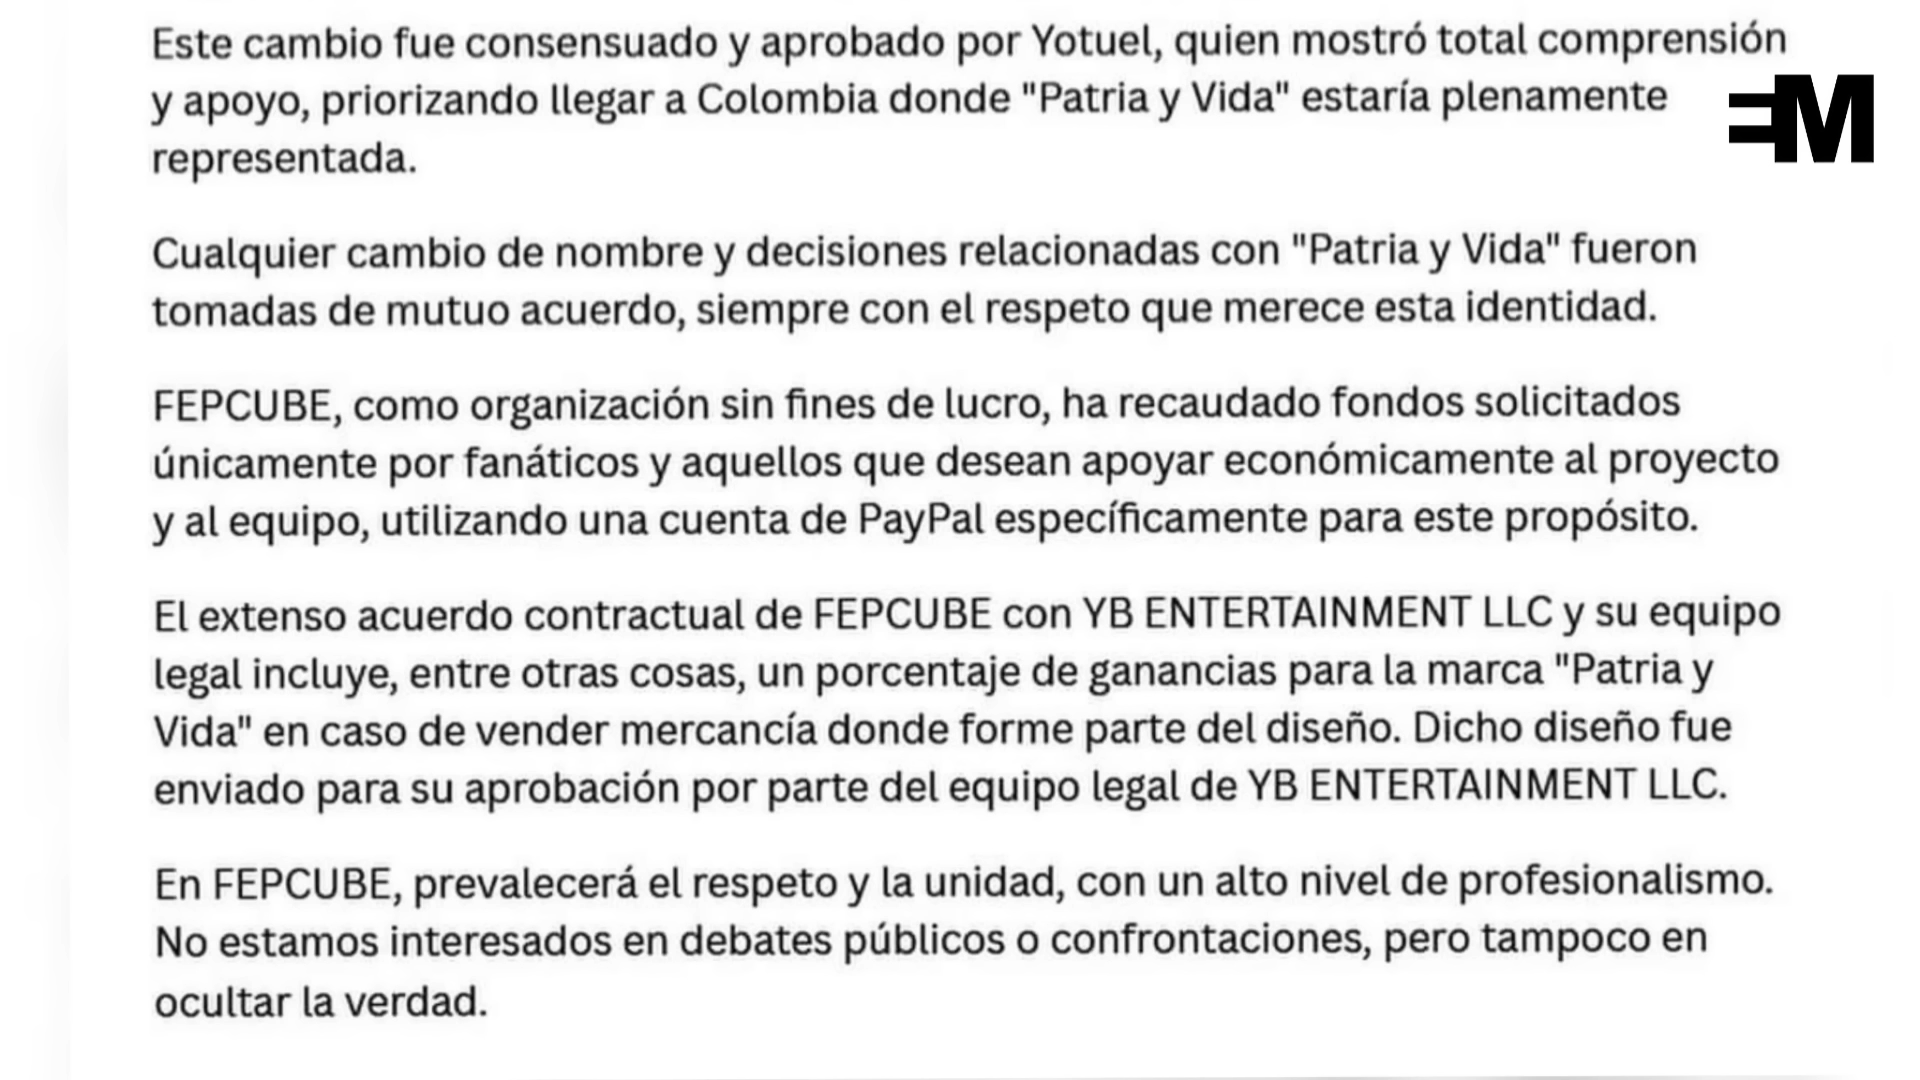 Este cambio fue consensuado y aprobado por Yotuel, quien mostró total comprensión
y apoyo, priorizando llegar a Colombia donde "Patria y Vida" estaría plenamente
representada.
EM
Cualquier cambio de nombre y decisiones relacionadas con "Patria y Vida" fueron
tomadas de mutuo acuerdo, siempre con el respeto que merece esta identidad.
FEPCUBE, como organización sin fines de lucro, ha recaudado fondos solicitados
únicamente por fanáticos y aquellos que desean apoyar económicamente al proyecto
y al equipo, utilizando una cuenta de PayPal específicamente para este propósito.
El extenso acuerdo contractual de FEPCUBE con YB ENTERTAINMENT LLC y su equipo
legal incluye, entre otras cosas, un porcentaje de ganancias para la marca "Patria y
Vida" en caso de vender mercancía donde forme parte del diseño. Dicho diseño fue
enviado para su aprobación por parte del equipo legal de YB ENTERTAINMENT LLC.
En FEPCUBE, prevalecerá el respeto y la unidad, con un alto nivel de profesionalismo.
No estamos interesados en debates públicos o confrontaciones, pero tampoco en
ocultar la verdad.